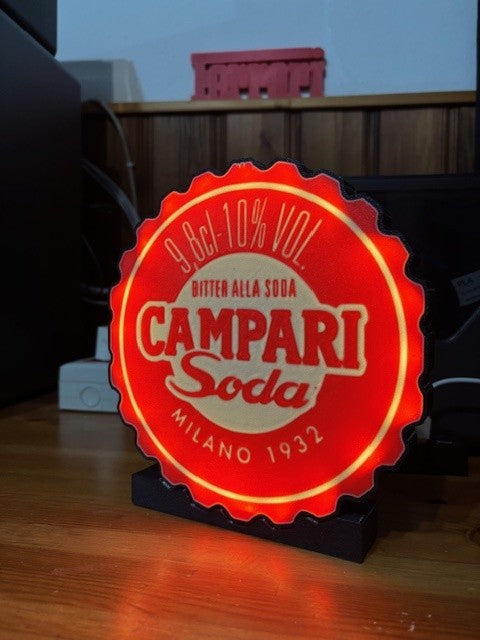 9,8cl-10% VOL.
BITTER ALLA SODA
CAMPARI
Soda
MILANO 1932